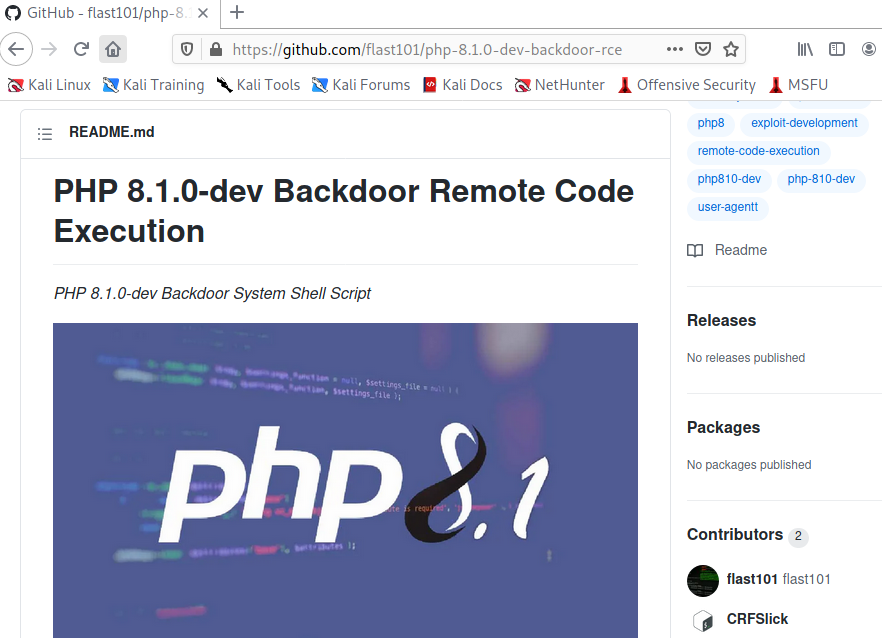 GitHub - flast101/php-8.1
https://github.com/flast101/php-8.1.0-dev-backdoor-rce
Kali Linux Kali Training Kali Tools Kali Forums Kali Docs NetHunter Offensive Security MSFU
README.md
PHP 8.1.0-dev Backdoor Remote Code
Execution
PHP 8.1.0-dev Backdoor System Shell Script
$settings_function = null, $settings_file = null ) {
$settings_function, $settings_file );
php 8.1
is required'
$attributes );
php8 exploit-development
remote-code-execution
php810-dev php-810-dev
user-agentt
Readme
Releases
No releases published
Packages
No packages published
Contributors 2
flast101 flast101
CRFSlick